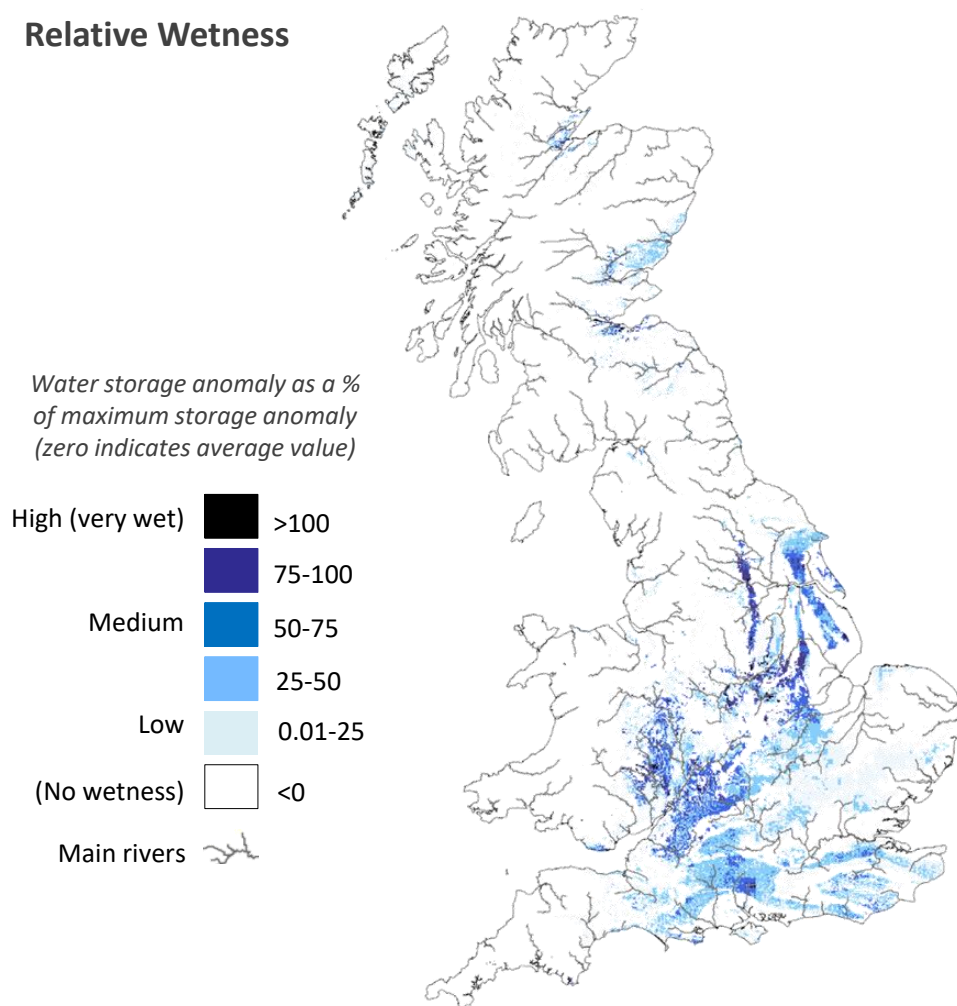 Relative Wetness
Water storage anomaly as a %
of maximum storage anomaly
(zero indicates average value)
High (very wet) >100
75-100
Medium 50-75
25-50
Low 0.01-25
(No wetness) <0
Main rivers